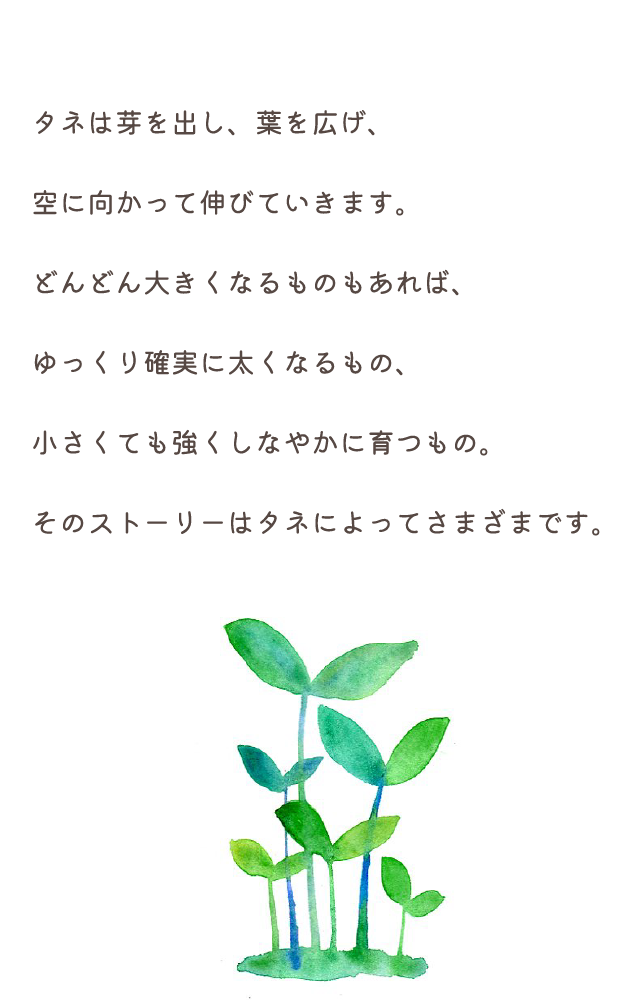 タネは芽を出し、葉を広げ、
空に向かって伸びていきます。
どんどん大きくなるものもあれば、
ゆっくり確実に太くなるもの、
小さくても強くしなやかに育つもの。
そのストーリーはタネによってさまざまです。